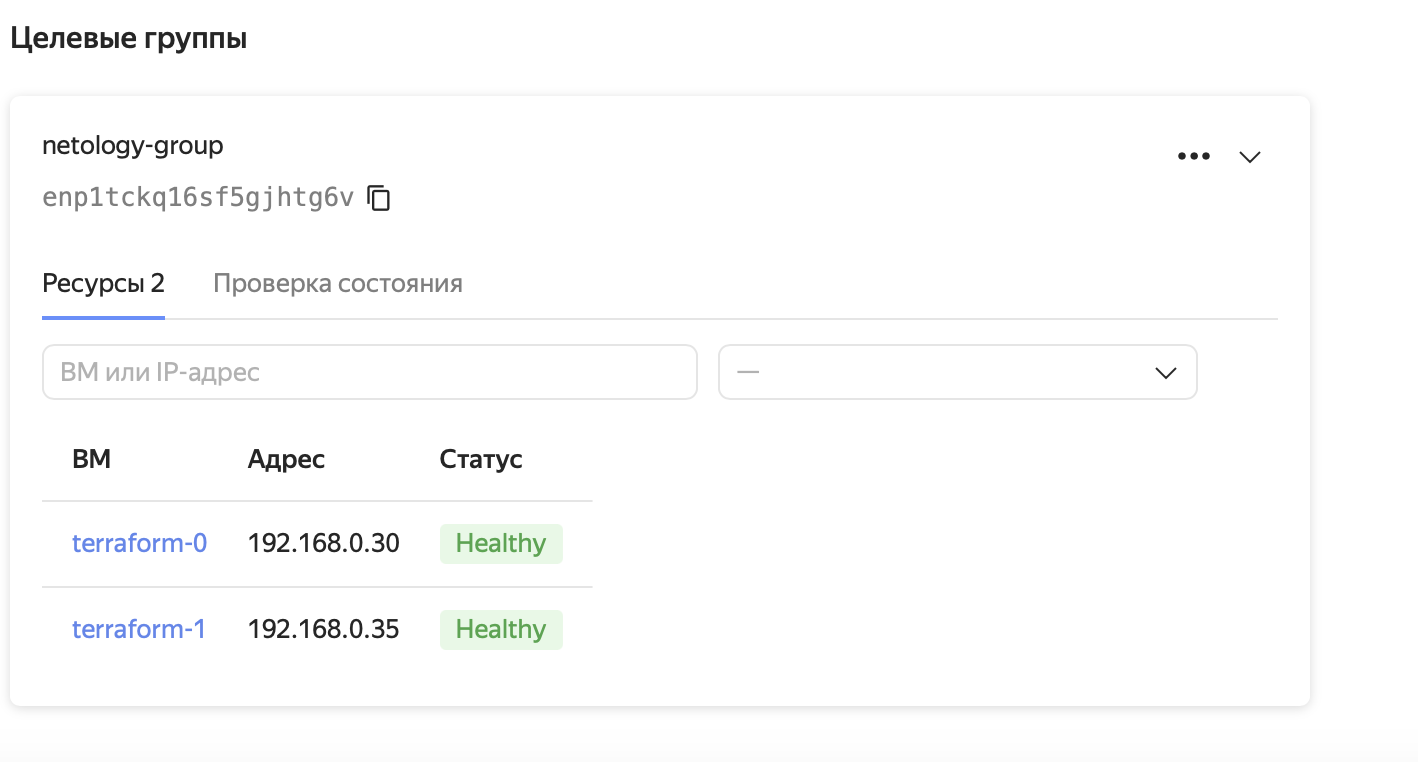 Целевые группы
netology-group
enp1tckq16sf5gjhtg6v
Ресурсы 2 Проверка состояния
ВМ или IP-адрес —
ВМ Адрес Статус
terraform-0 192.168.0.30 Healthy
terraform-1 192.168.0.35 Healthy